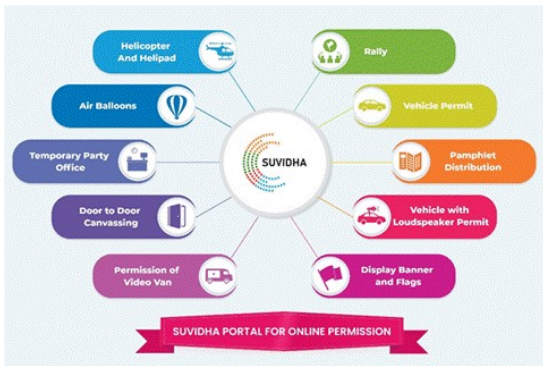 Helicopter
And Helipad
Rally
Air Balloons
Vehicle Permit
Temporary Party
Office
Pamphlet
Distribution
SUVIDHA
Door to Door
Canvassing
Vehicle with
Loudspeaker Permit
Permission of
Video Van
Display Banner
and Flags
SUVIDHA PORTAL FOR ONLINE PERMISSION